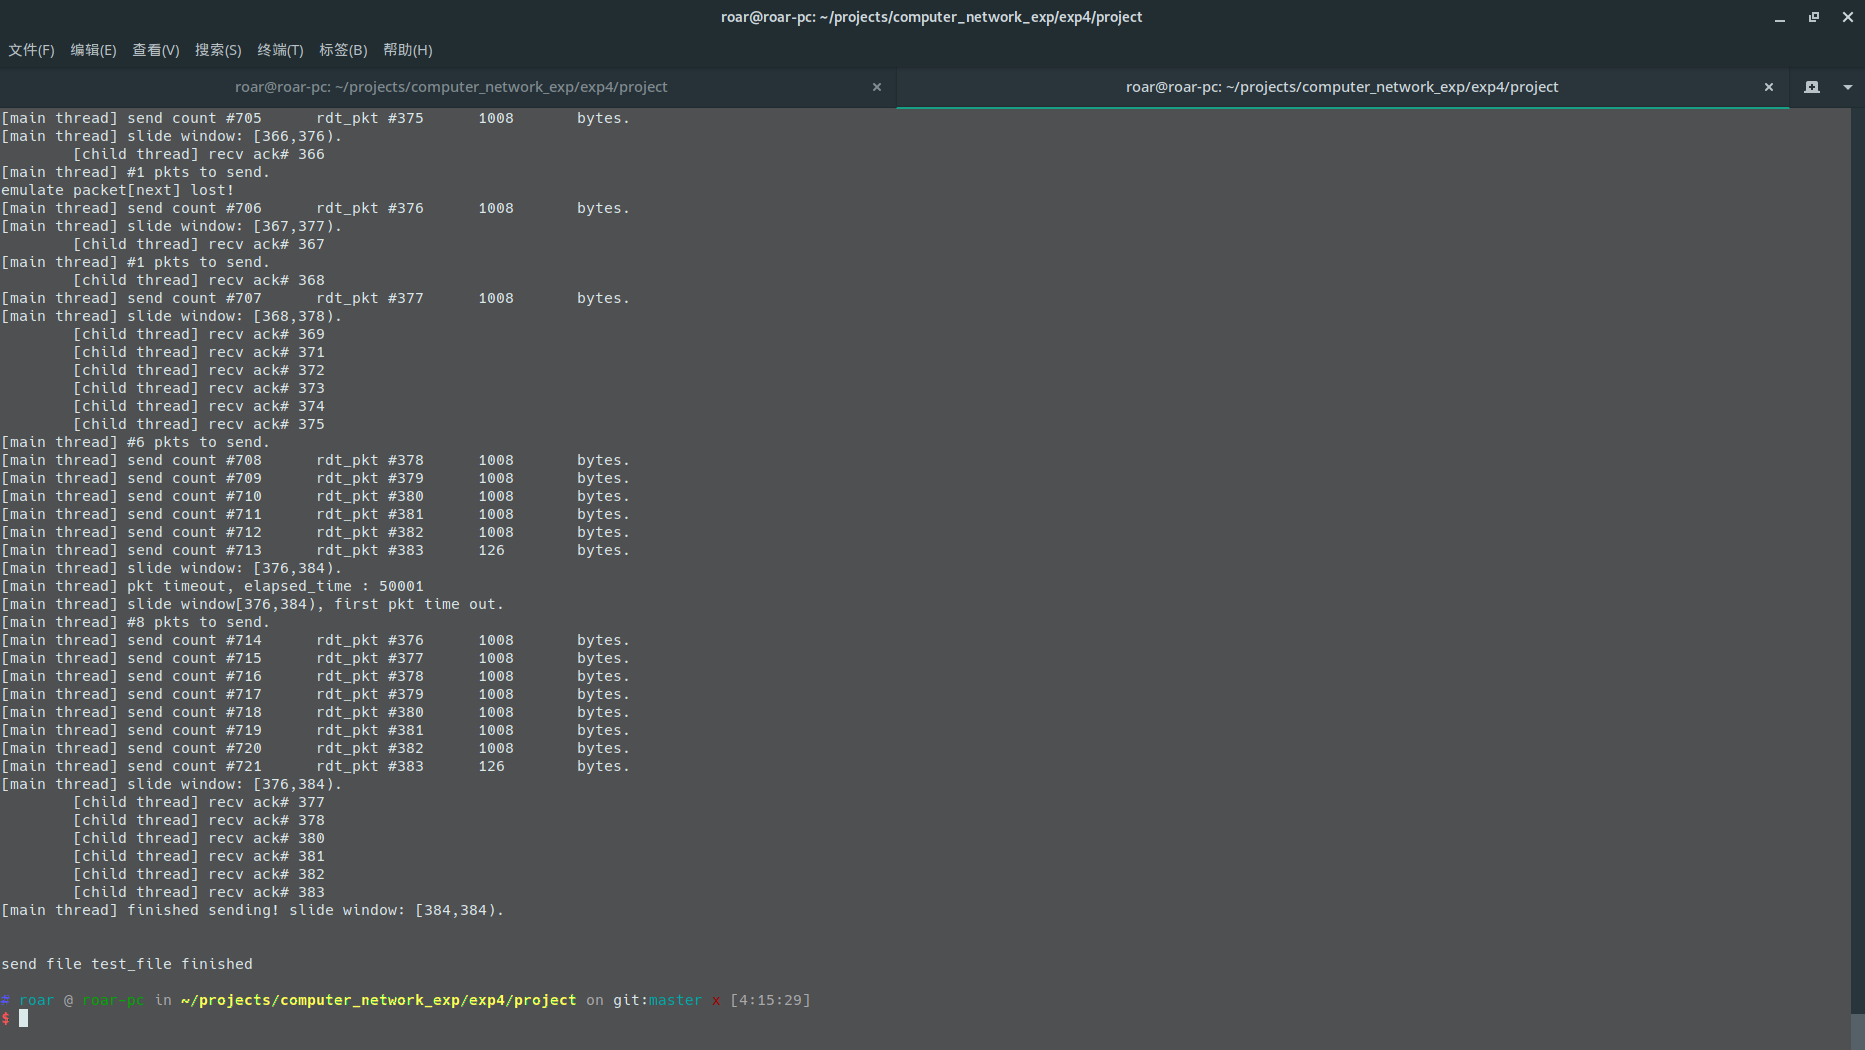 roar@roar-pc: ~/projects/computer_network_exp/exp4/project
文件(F) 编辑(E) 查看(V) 搜索(S) 终端(T) 标签(B) 帮助(H)
roar@roar-pc: ~/projects/computer_network_exp/exp4/project × roar@roar-pc: ~/projects/computer_network_exp/exp4/project ×
[main thread] send count #705 rdt_pkt #375 1008 bytes.
[main thread] slide window: [366,376).
[child thread] recv ack# 366
[main thread] #1 pkts to send.
emulate packet[next] lost!
[main thread] send count #706 rdt_pkt #376 1008 bytes.
[main thread] slide window: [367,377).
[child thread] recv ack# 367
[main thread] #1 pkts to send.
[child thread] recv ack# 368
[main thread] send count #707 rdt_pkt #377 1008 bytes.
[main thread] slide window: [368,378).
[child thread] recv ack# 369
[child thread] recv ack# 371
[child thread] recv ack# 372
[child thread] recv ack# 373
[child thread] recv ack# 374
[child thread] recv ack# 375
[main thread] #6 pkts to send.
[main thread] send count #708 rdt_pkt #378 1008 bytes.
[main thread] send count #709 rdt_pkt #379 1008 bytes.
[main thread] send count #710 rdt_pkt #380 1008 bytes.
[main thread] send count #711 rdt_pkt #381 1008 bytes.
[main thread] send count #712 rdt_pkt #382 1008 bytes.
[main thread] send count #713 rdt_pkt #383 126 bytes.
[main thread] slide window: [376,384).
[main thread] pkt timeout, elapsed_time : 50001
[main thread] slide window[376,384), first pkt time out.
[main thread] #8 pkts to send.
[main thread] send count #714 rdt_pkt #376 1008 bytes.
[main thread] send count #715 rdt_pkt #377 1008 bytes.
[main thread] send count #716 rdt_pkt #378 1008 bytes.
[main thread] send count #717 rdt_pkt #379 1008 bytes.
[main thread] send count #718 rdt_pkt #380 1008 bytes.
[main thread] send count #719 rdt_pkt #381 1008 bytes.
[main thread] send count #720 rdt_pkt #382 1008 bytes.
[main thread] send count #721 rdt_pkt #383 126 bytes.
[main thread] slide window: [376,384).
[child thread] recv ack# 377
[child thread] recv ack# 378
[child thread] recv ack# 380
[child thread] recv ack# 381
[child thread] recv ack# 382
[child thread] recv ack# 383
[main thread] finished sending! slide window: [384,384).
send file test_file finished
# roar @ roar-pc in ~/projects/computer_network_exp/exp4/project on git:master x [4:15:29]
$